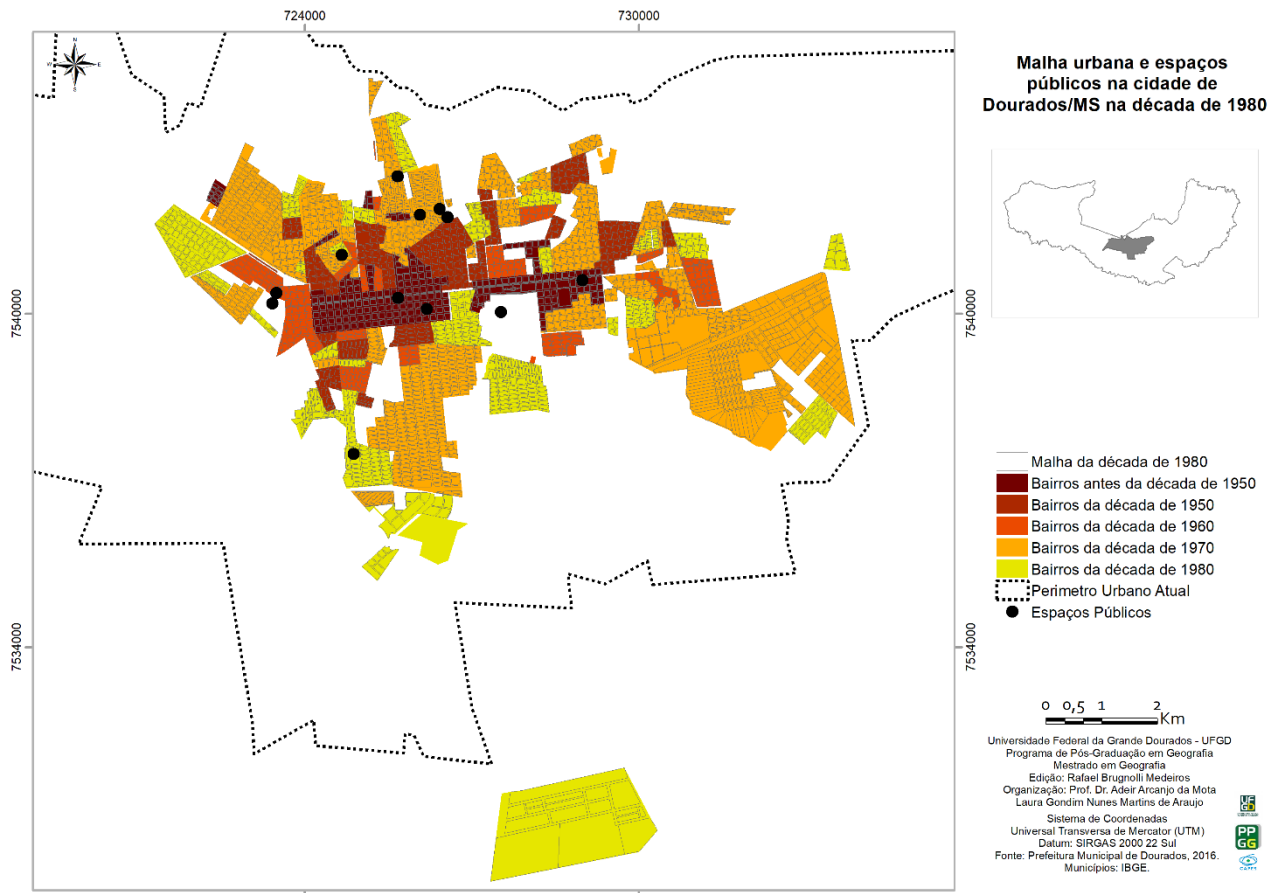 724000
730000
N
W
E
S
7540000
7540000
7534000
7534000
Malha urbana e espaços
públicos na cidade de
Dourados/MS na década de 1980
Malha da década de 1980
Bairros antes da década de 1950
Bairros da década de 1950
Bairros da década de 1960
Bairros da década de 1970
Bairros da década de 1980
Perimetro Urbano Atual
Espaços Públicos
0 0,5 1 2
Km
Universidade Federal da Grande Dourados - UFGD
Programa de Pós-Graduação em Geografia
Mestrado em Geografia
Edição: Rafael Brugnolli Medeiros
Organização: Prof. Dr. Adeir Arcanjo da Mota
Laura Gondim Nunes Martins de Araujo
Sistema de Coordenadas
Universal Transversa de Mercator (UTM)
Datum: SIRGAS 2000 22 Sul
Fonte: Prefeitura Municipal de Dourados, 2016.
Municípios: IBGE.
UF
GD
PP
GG
CAPES